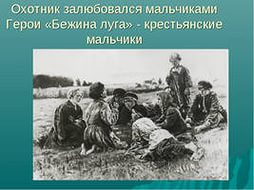 Охотник залюбовался мальчиками
Герои «Бежина луга» - крестьянские
мальчики